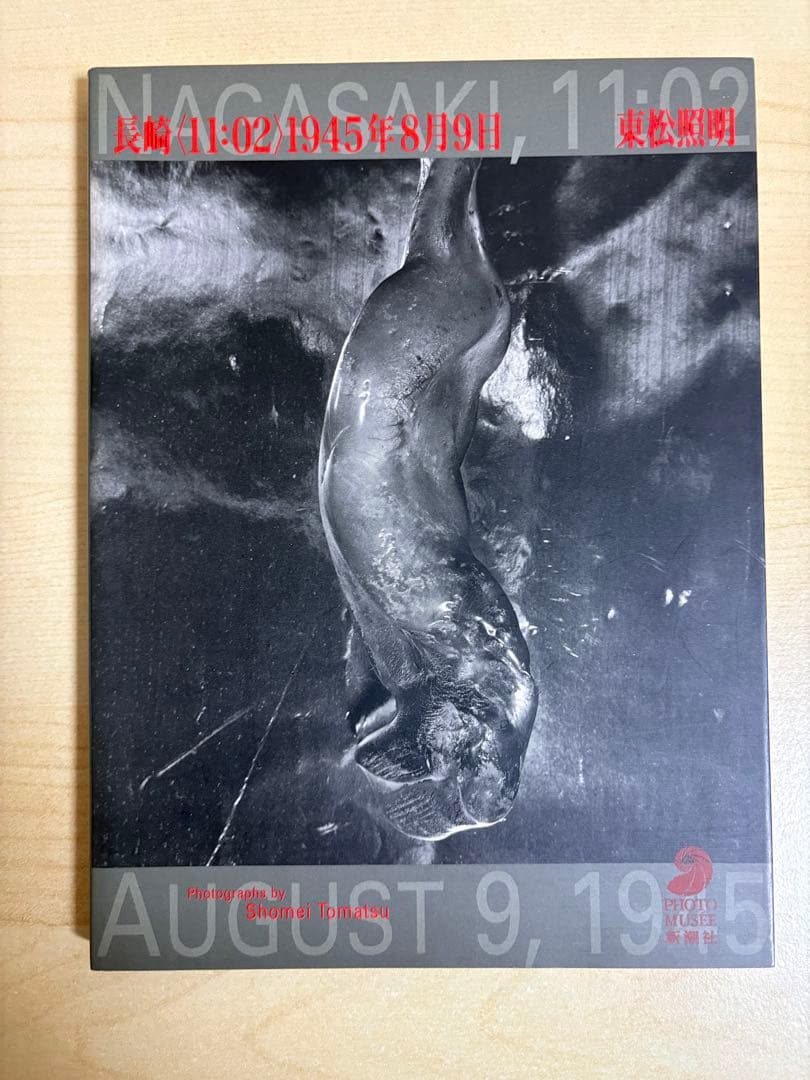 NAGASAKI, 11:02
長崎〈11:02〉1945年8月9日
東松照明
Photographs by
Shomei Tomatsu
AUGUST 9, 1945
PHOTO
MUSÉE
新潮社